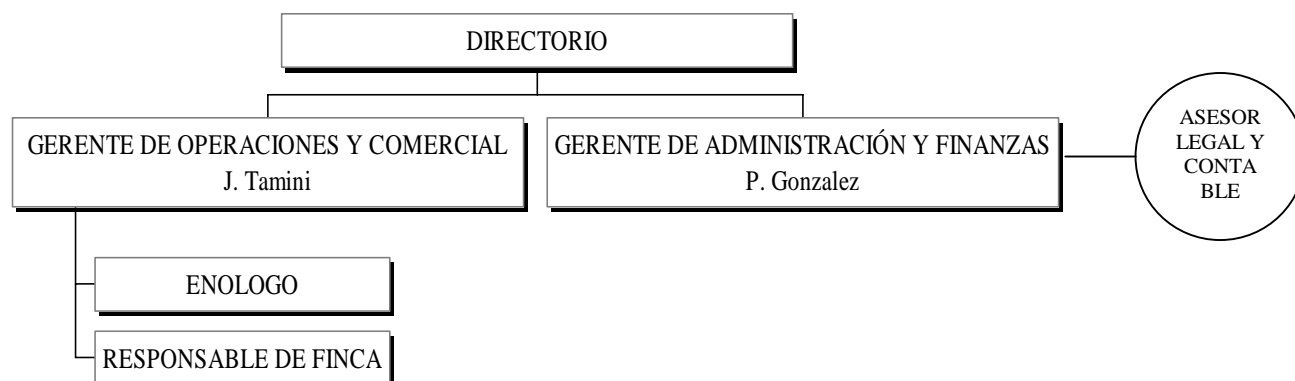 DIRECTORIO
GERENTE DE OPERACIONES Y COMERCIAL
J. Tamini
GERENTE DE ADMINISTRACIÓN Y FINANZAS
P. Gonzalez
ASESOR
LEGAL Y
CONTA
BLE
ENOLOGO
RESPONSABLE DE FINCA